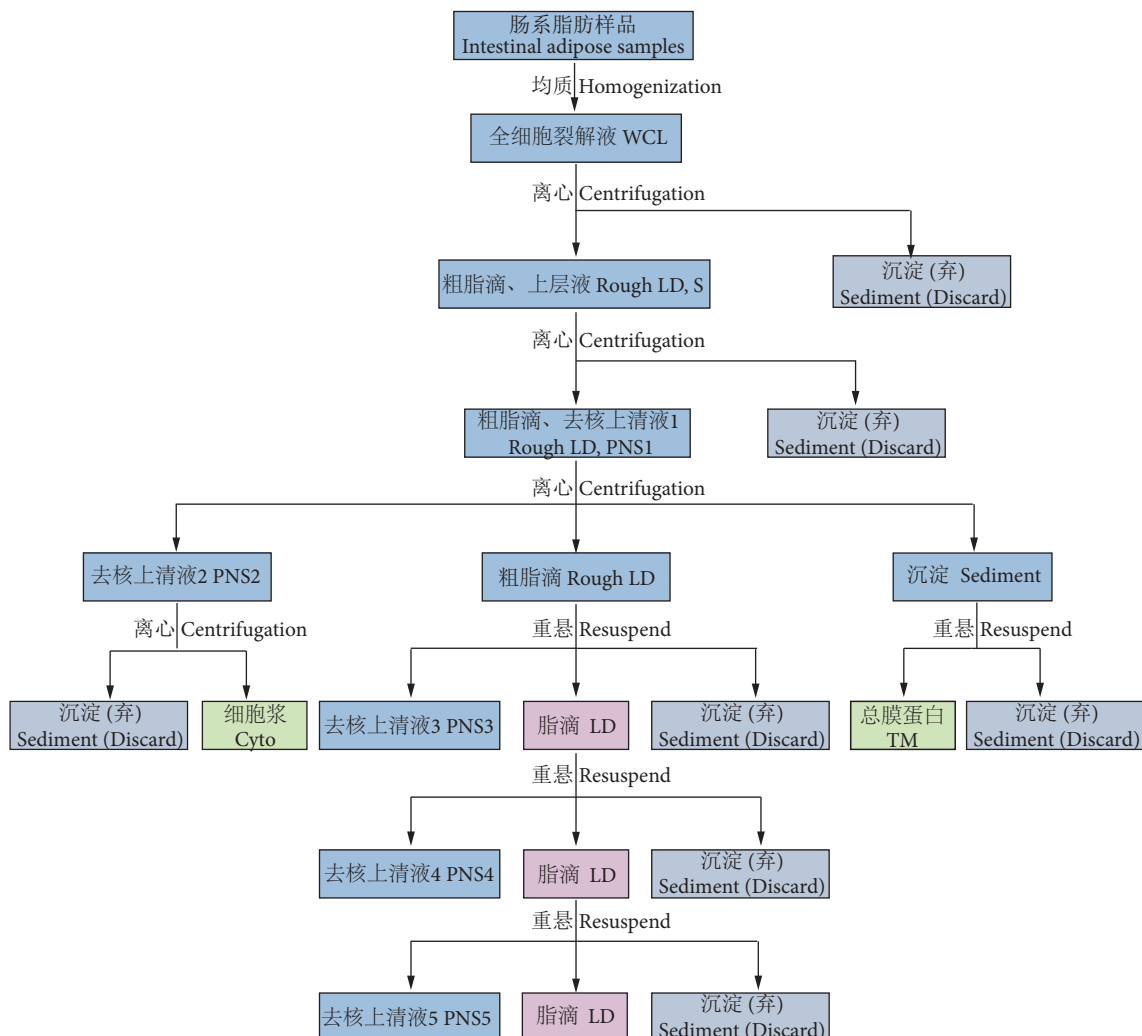 肠系脂肪样品
Intestinal adipose samples
均质 Homogenization
全细胞裂解液 WCL
离心 Centrifugation
沉淀 (弃)
Sediment (Discard)
粗脂滴、上层液 Rough LD, S
离心 Centrifugation
粗脂滴、去核上清液1
Rough LD, PNS1
沉淀 (弃)
Sediment (Discard)
离心 Centrifugation
去核上清液2 PNS2
粗脂滴 Rough LD
沉淀 Sediment
离心 Centrifugation
重悬 Resuspend
重悬 Resuspend
沉淀 (弃)
Sediment (Discard)
细胞浆
Cyto
去核上清液3 PNS3
脂滴 LD
沉淀 (弃)
Sediment (Discard)
总膜蛋白
TM
沉淀 (弃)
Sediment (Discard)
重悬 Resuspend
去核上清液4 PNS4
脂滴 LD
沉淀 (弃)
Sediment (Discard)
重悬 Resuspend
去核上清液5 PNS5
脂滴 LD
沉淀 (弃)
Sediment (Discard)